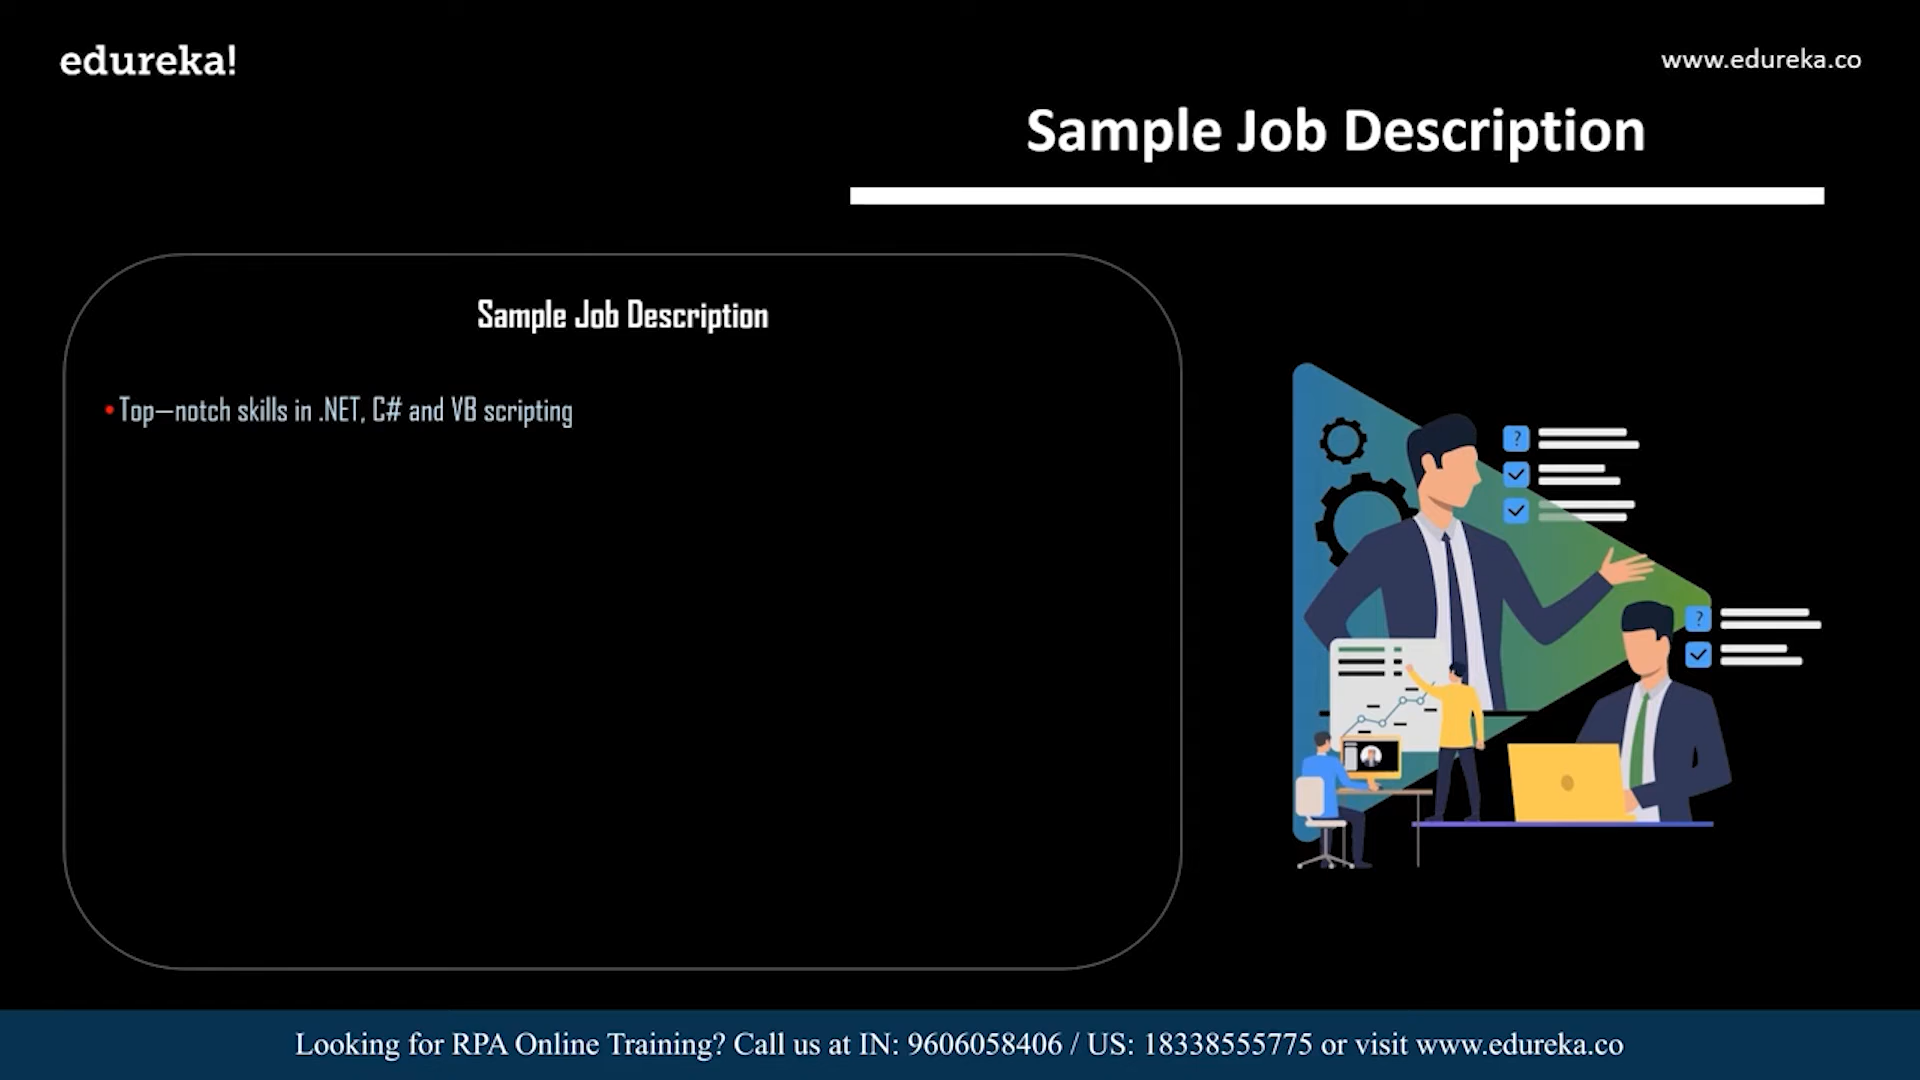 edureka!
www.edureka.co
Sample Job Description
Sample Job Description
• Top—notch skills in .NET, C# and VB scripting
?
?
Looking for RPA Online Training? Call us at IN: 9606058406 / US: 18338555775 or visit www.edureka.co